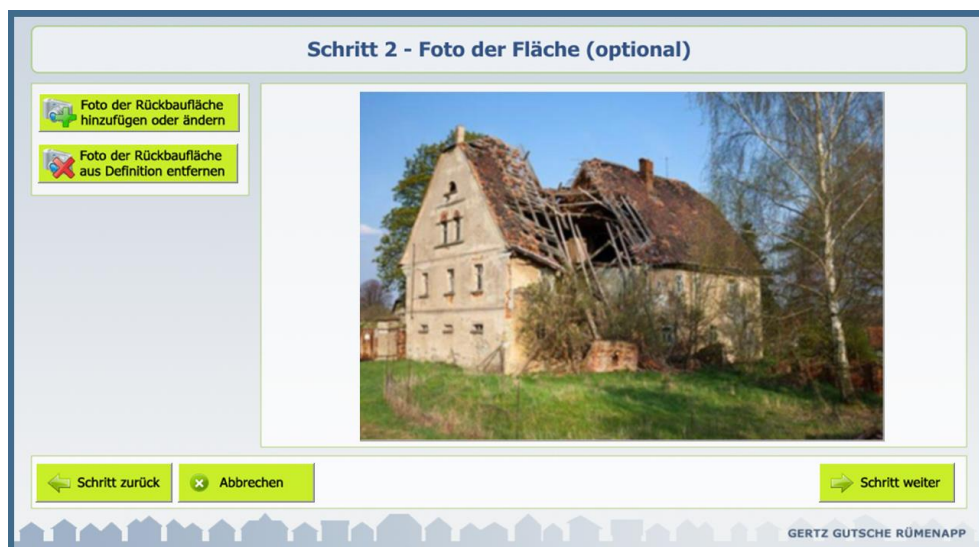 Schritt 2 - Foto der Fläche (optional)
Foto der Rückbaufläche
hinzufügen oder ändern
Foto der Rückbaufläche
aus Definition entfernen
Schritt zurück
Abbrechen
Schritt weiter
GERTZ GUTSCHE RÜMENAPP